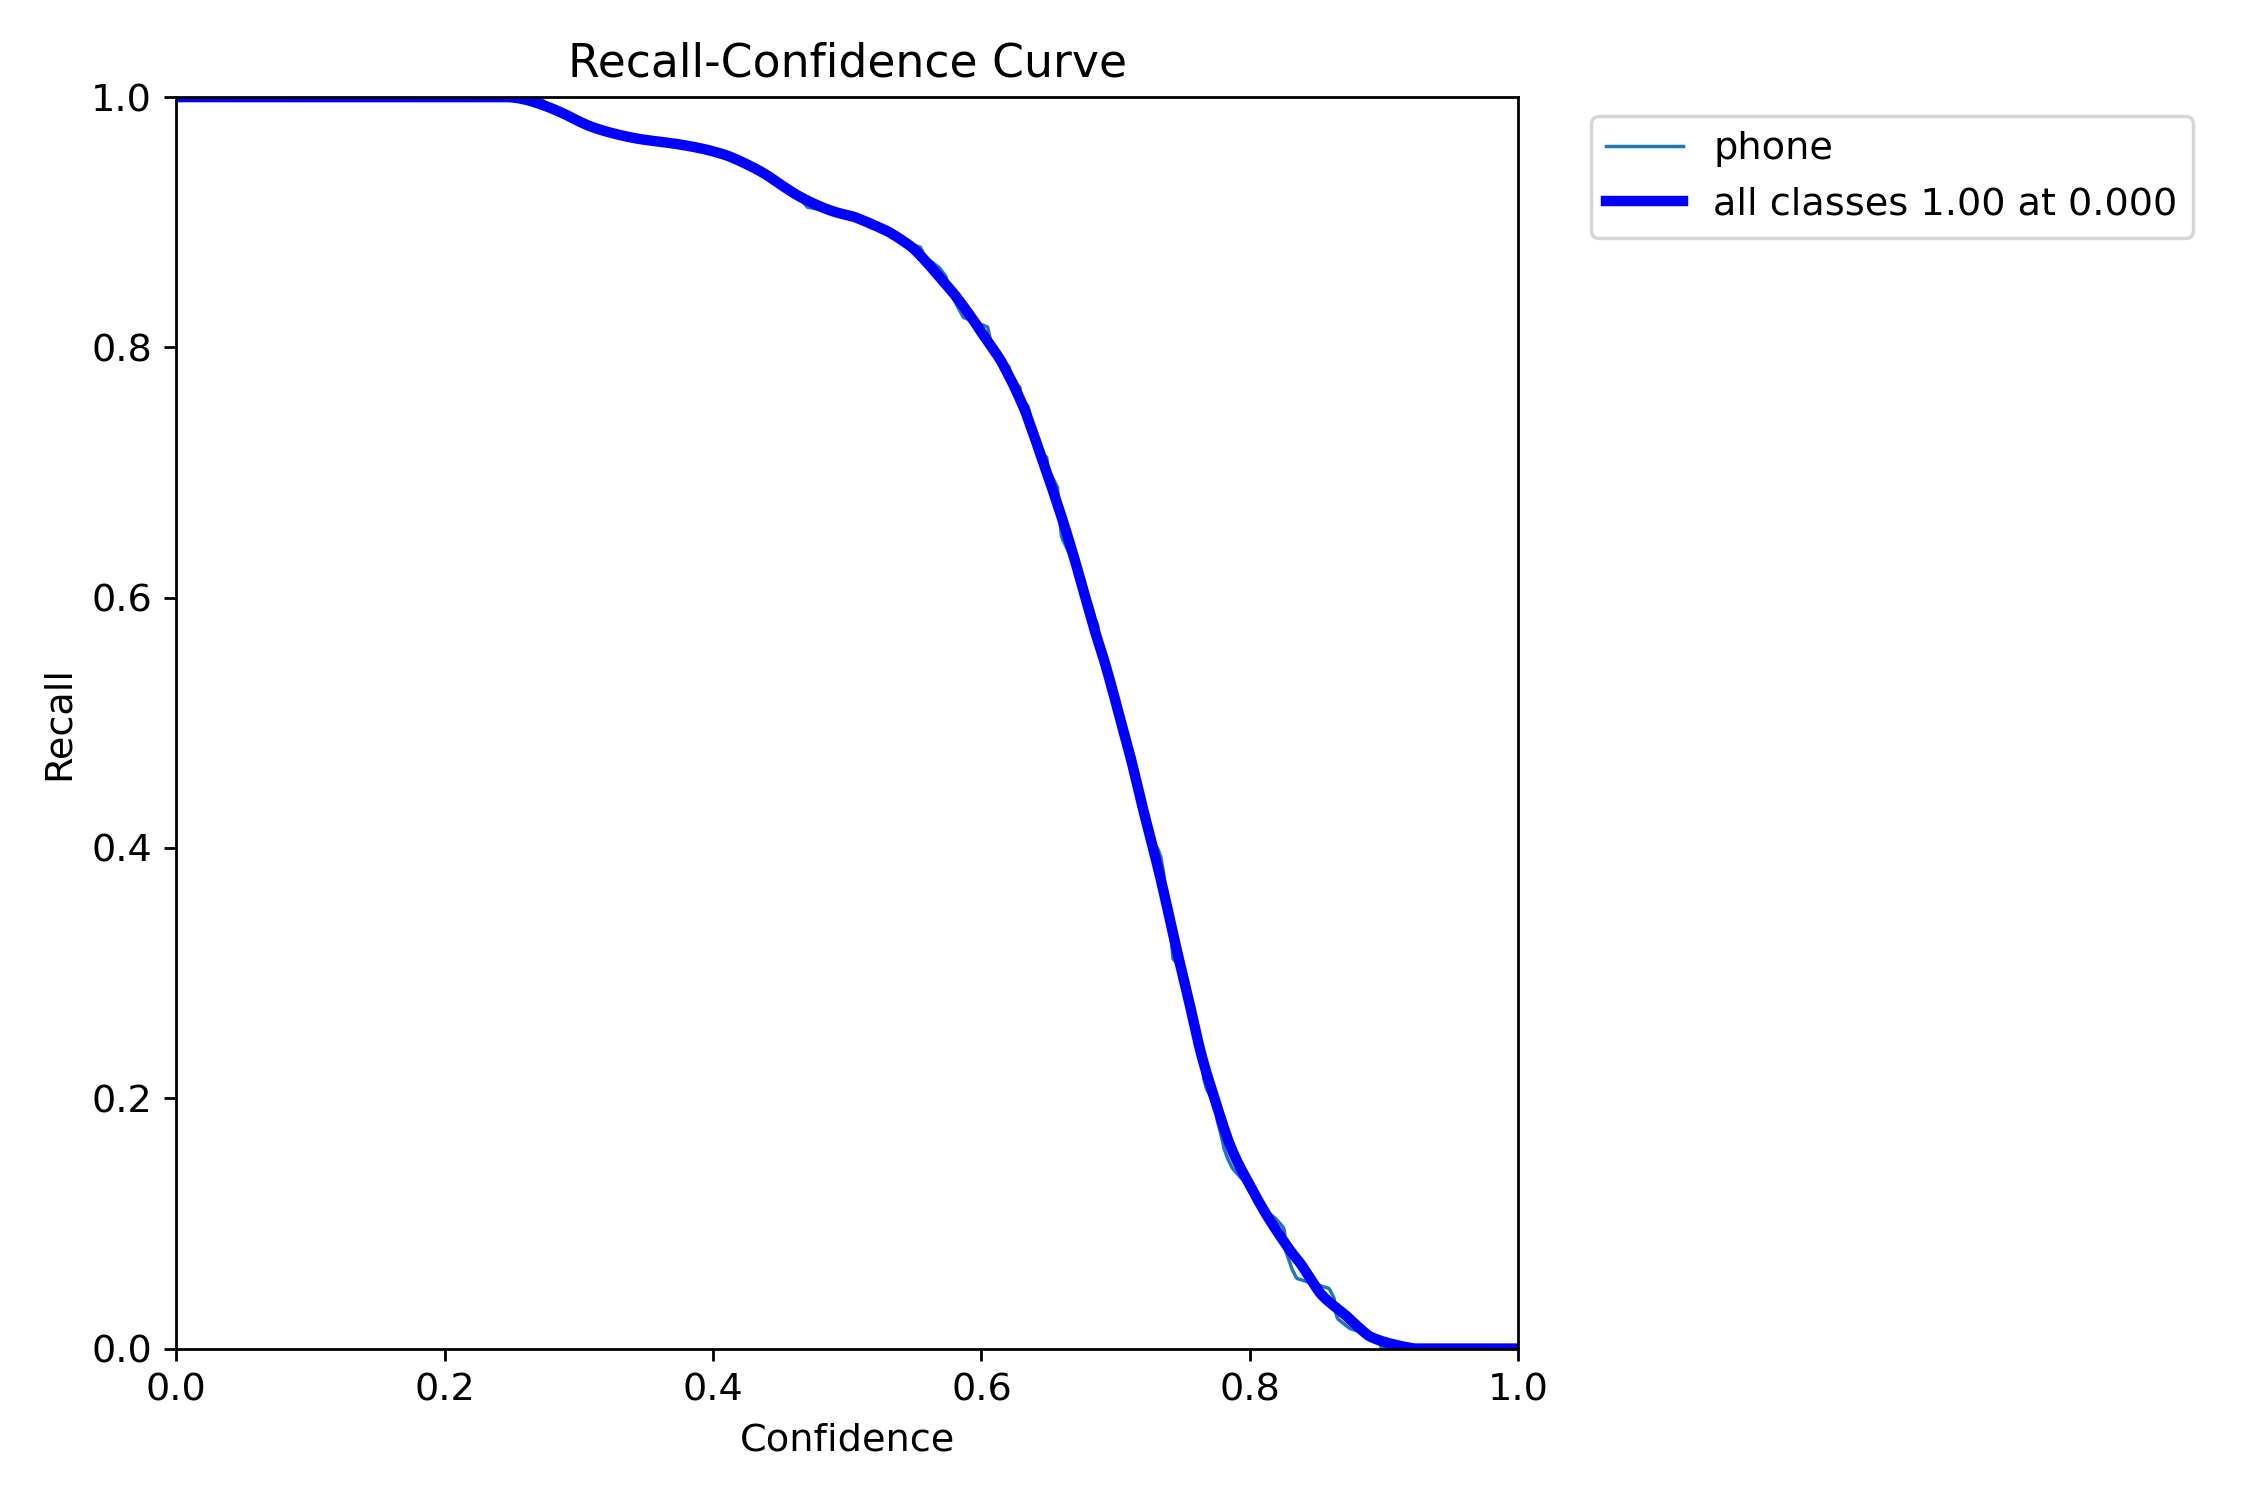 Recall-Confidence Curve
1.0
0.8
0.6
0.4
0.2
0.0
Recall
0.0 0.2 0.4 0.6 0.8 1.0
Confidence
phone
all classes 1.00 at 0.000